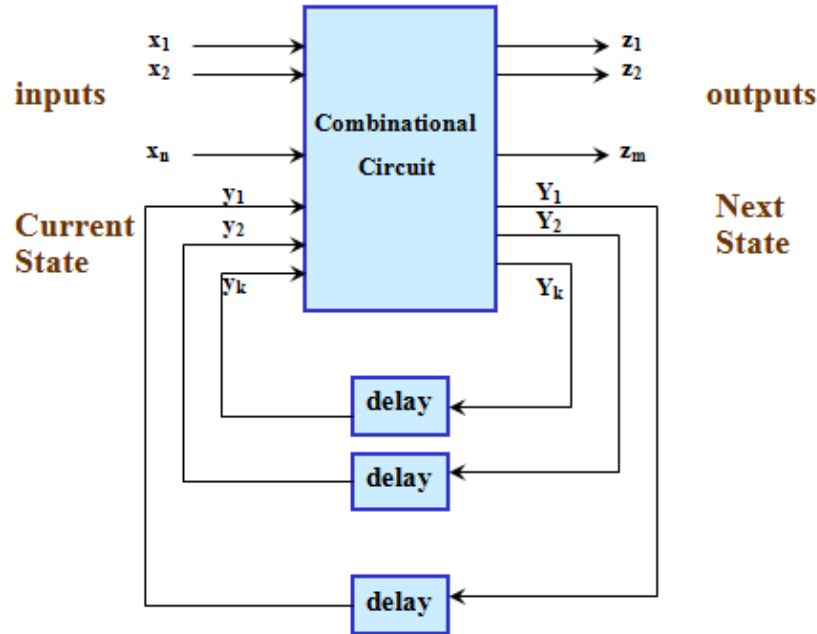 x₁
z₁
x₂
z₂
inputs
outputs
Combinational
Circuit
xₙ
zₘ
y₁
Y₁
Current
State
Next
State
y₂
Y₂
yₖ
Yₖ
delay
delay
delay